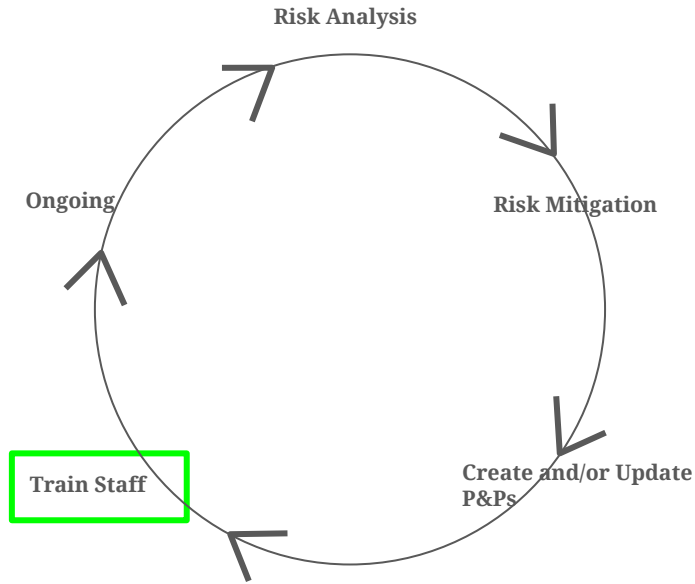 Risk Analysis
Ongoing
Risk Mitigation
Create and/or Update
P&Ps
Train Staff